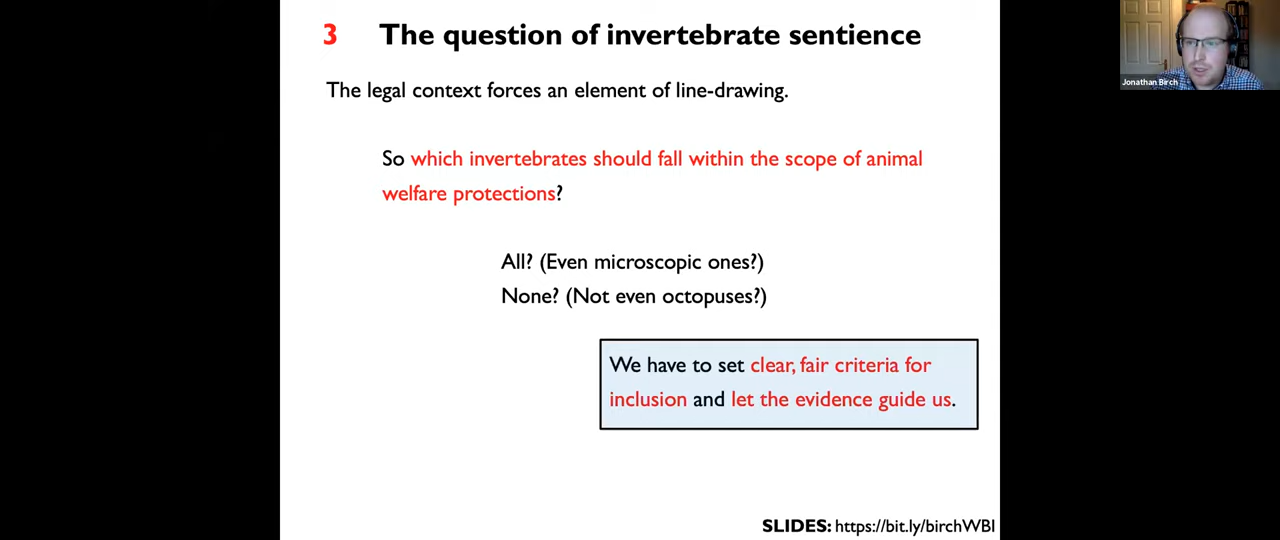 3 The question of invertebrate sentience
Jonathan Birch
The legal context forces an element of line-drawing.
So which invertebrates should fall within the scope of animal
welfare protections?
All? (Even microscopic ones?)
None? (Not even octopuses?)
We have to set clear, fair criteria for
inclusion and let the evidence guide us.
SLIDES: https://bit.ly/birchWBI